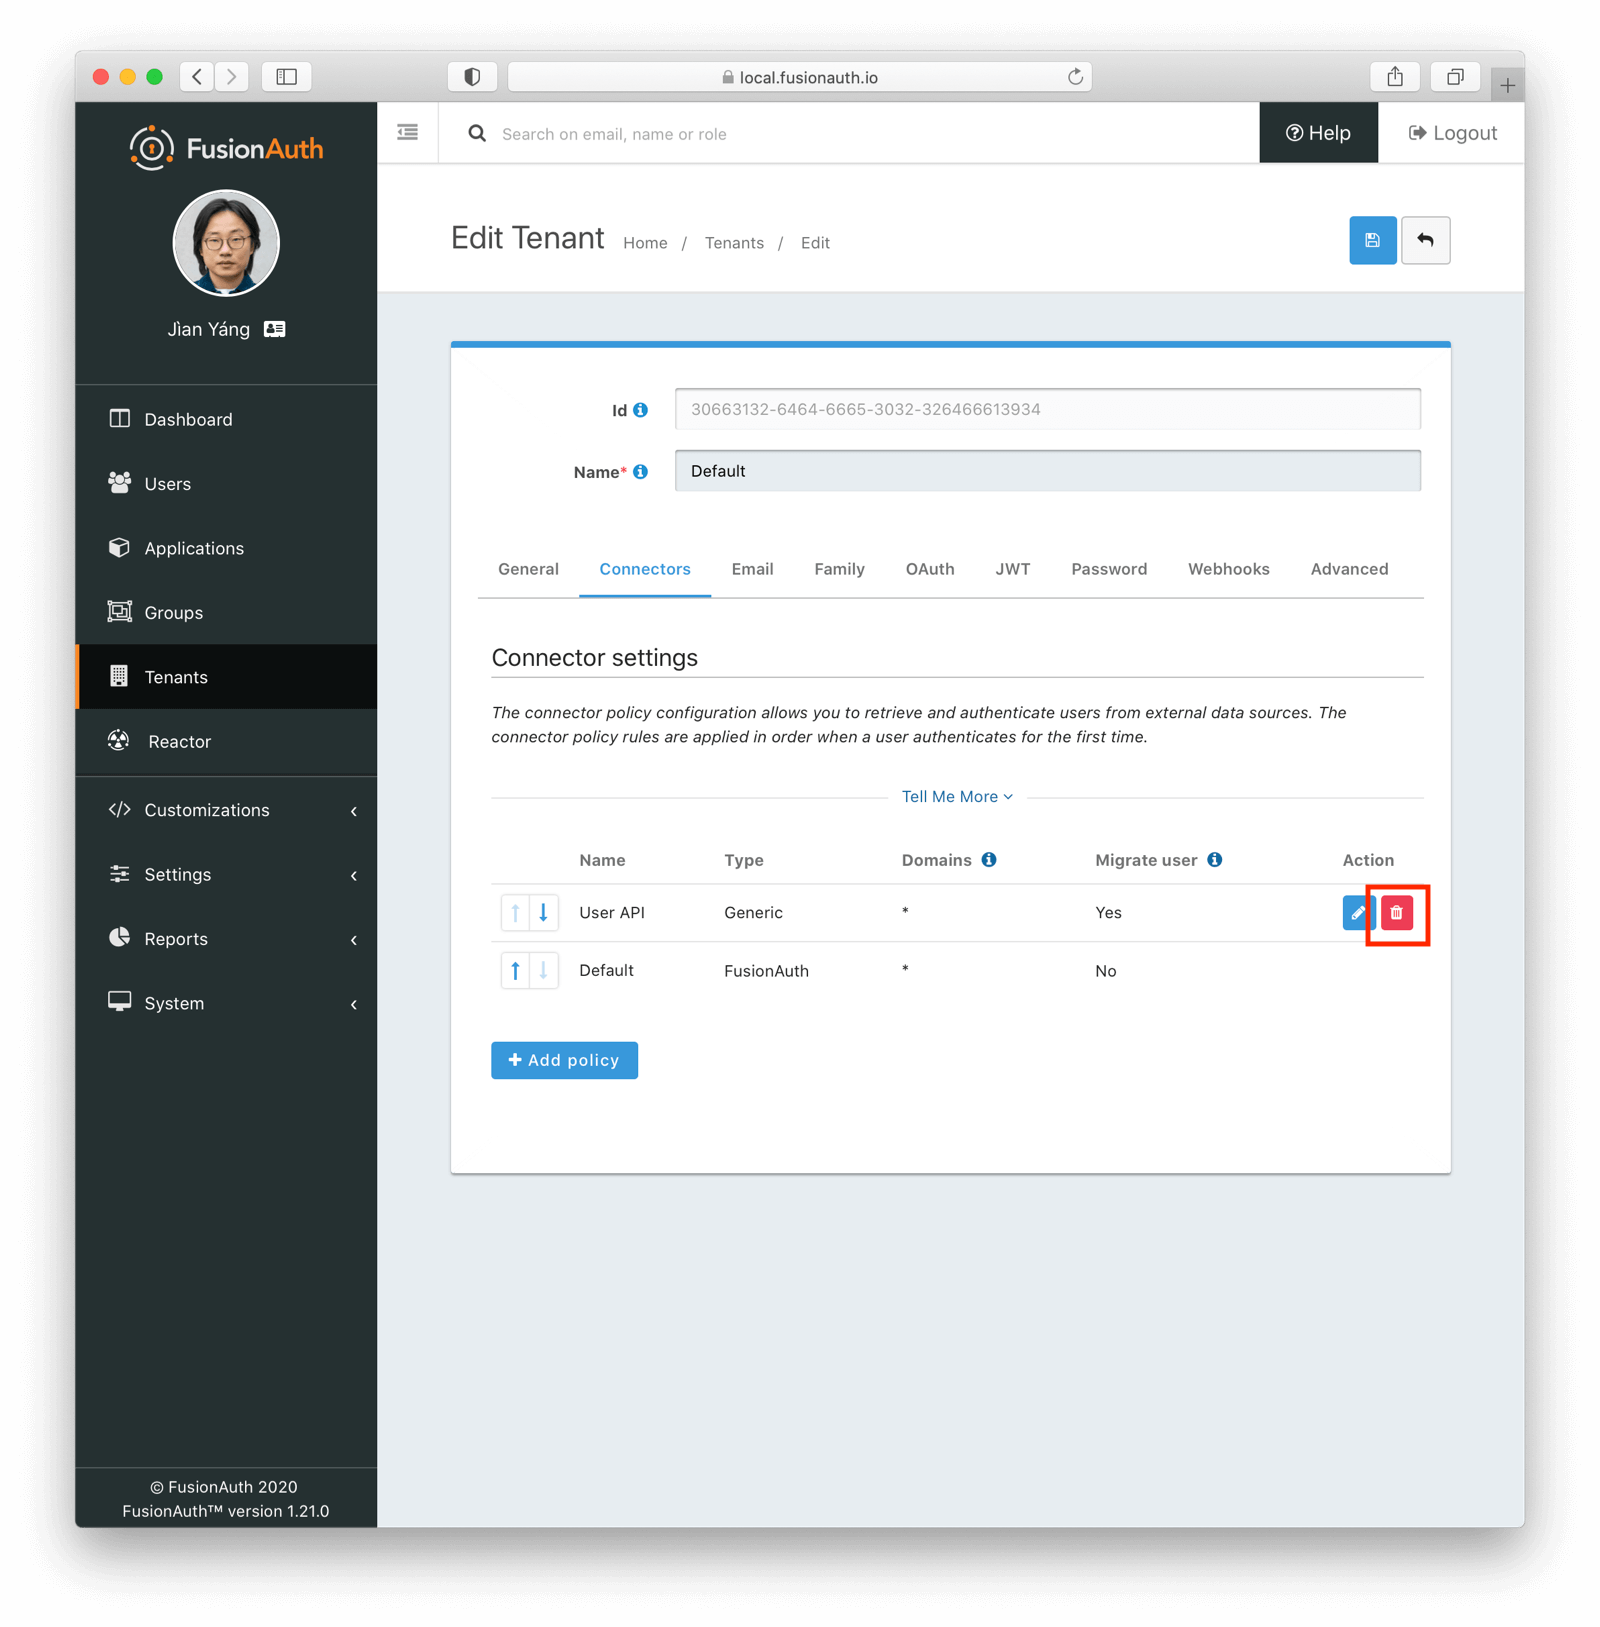 local.fusionauth.io
FusionAuth
Search on email, name or role
Help
Logout
Jìan Yáng
Edit Tenant
Home / Tenants / Edit
Dashboard
Users
Applications
Groups
Tenants
Reactor
Customizations
Settings
Reports
System
Id
30663132-6464-6665-3032-326466613934
Name*
Default
General Connectors Email Family OAuth JWT Password Webhooks Advanced
Connector settings
The connector policy configuration allows you to retrieve and authenticate users from external data sources. The
connector policy rules are applied in order when a user authenticates for the first time.
Tell Me More
Name Type Domains Migrate user Action
User API Generic * Yes
Default FusionAuth * No
Add policy
© FusionAuth 2020
FusionAuth™ version 1.21.0